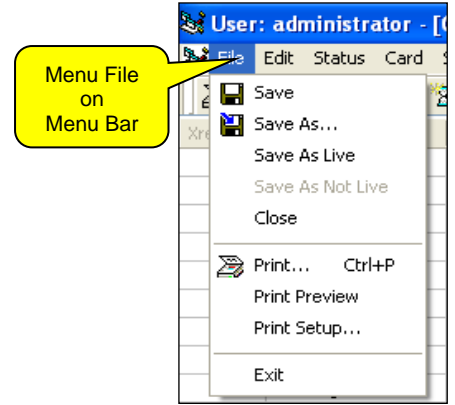 User: administrator - [
File Edit Status Card
Menu File
on
Menu Bar
Xre
Save
Save As...
Save As Live
Save As Not Live
Close
Print... Ctrl+P
Print Preview
Print Setup...
Exit